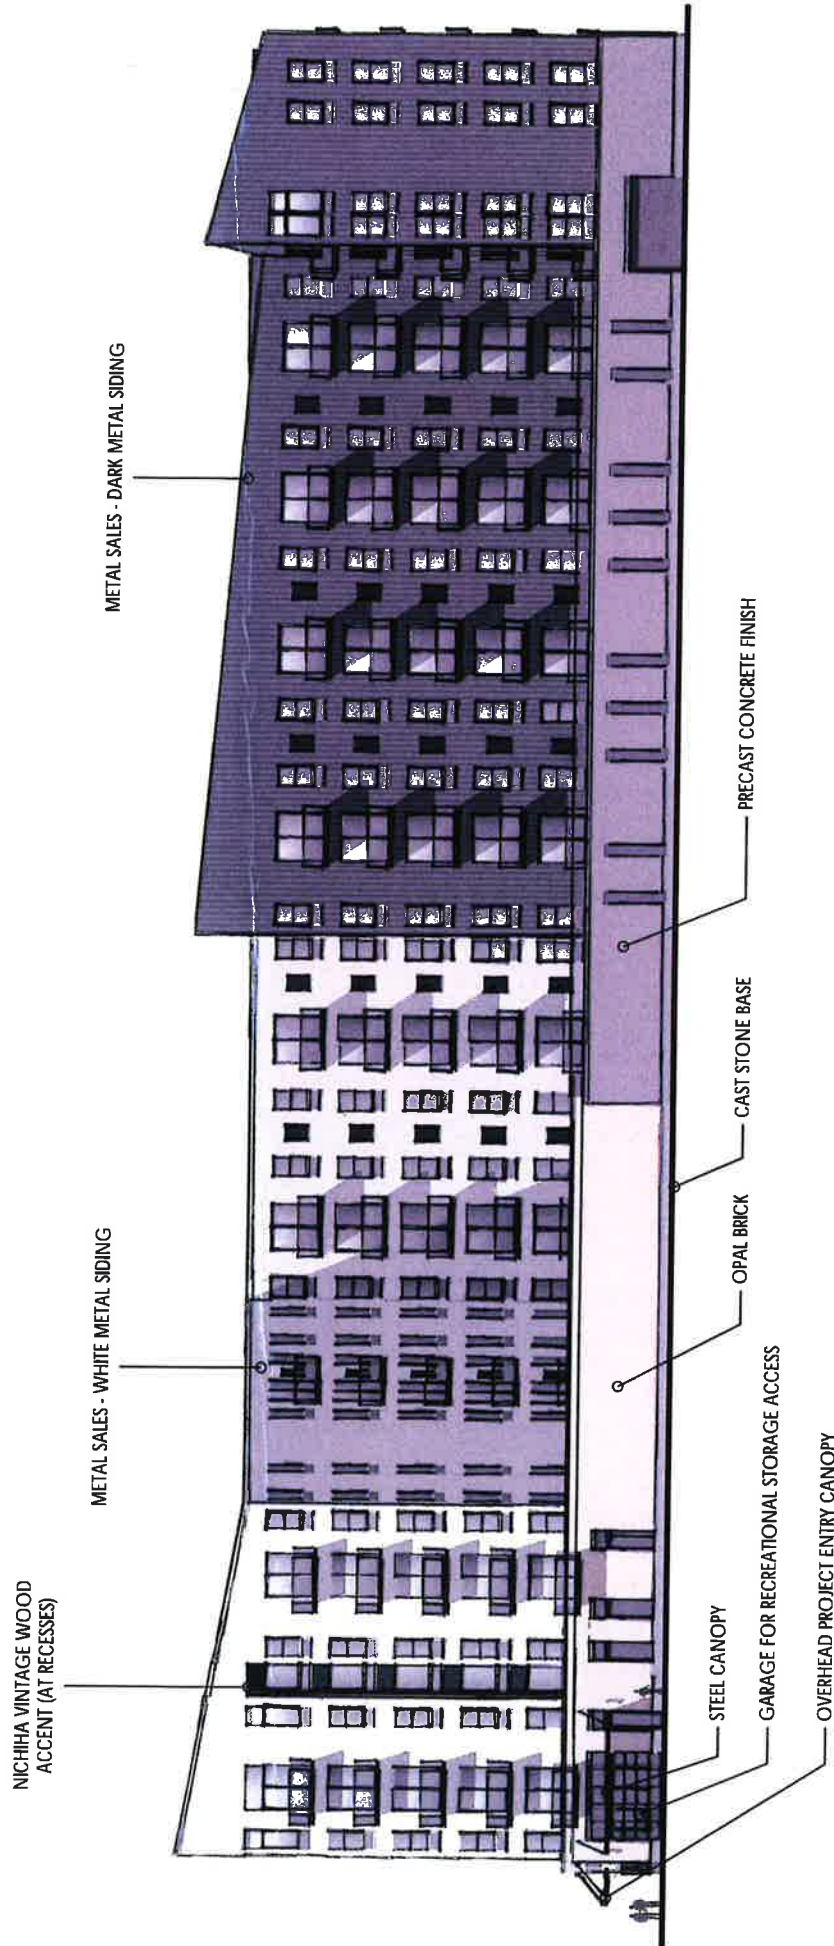 NICHIHA VINTAGE WOOD
ACCENT (AT RECESSES)
METAL SALES - WHITE METAL SIDING
METAL SALES - DARK METAL SIDING
STEEL CANOPY
GARAGE FOR RECREATIONAL STORAGE ACCESS
OVERHEAD PROJECT ENTRY CANOPY
OPAL BRICK
CAST STONE BASE
PRECAST CONCRETE FINISH